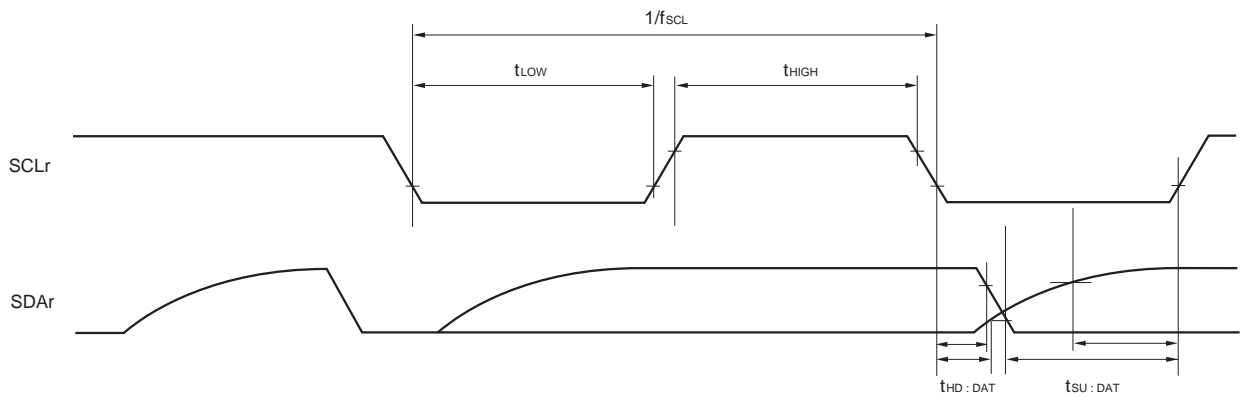 1/fSCL
tLOW
tHIGH
SCLr
SDAr
tHD : DAT
tSU : DAT